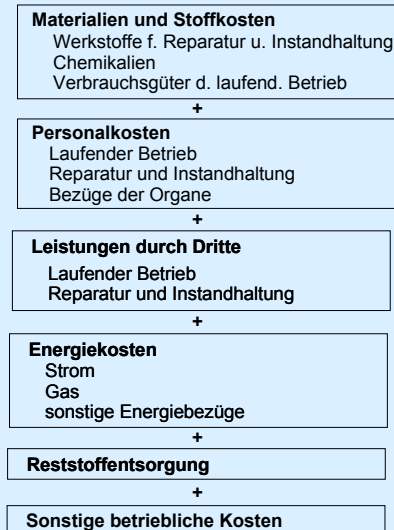 Materialien und Stoffkosten
Werkstoffe f. Reparatur u. Instandhaltung
Chemikalien
Verbrauchsgüter d. laufend. Betrieb
+
Personalkosten
Laufender Betrieb
Reparatur und Instandhaltung
Bezüge der Organe
+
Leistungen durch Dritte
Laufender Betrieb
Reparatur und Instandhaltung
+
Energiekosten
Strom
Gas
sonstige Energiebezüge
+
Reststoffentsorgung
+
Sonstige betriebliche Kosten